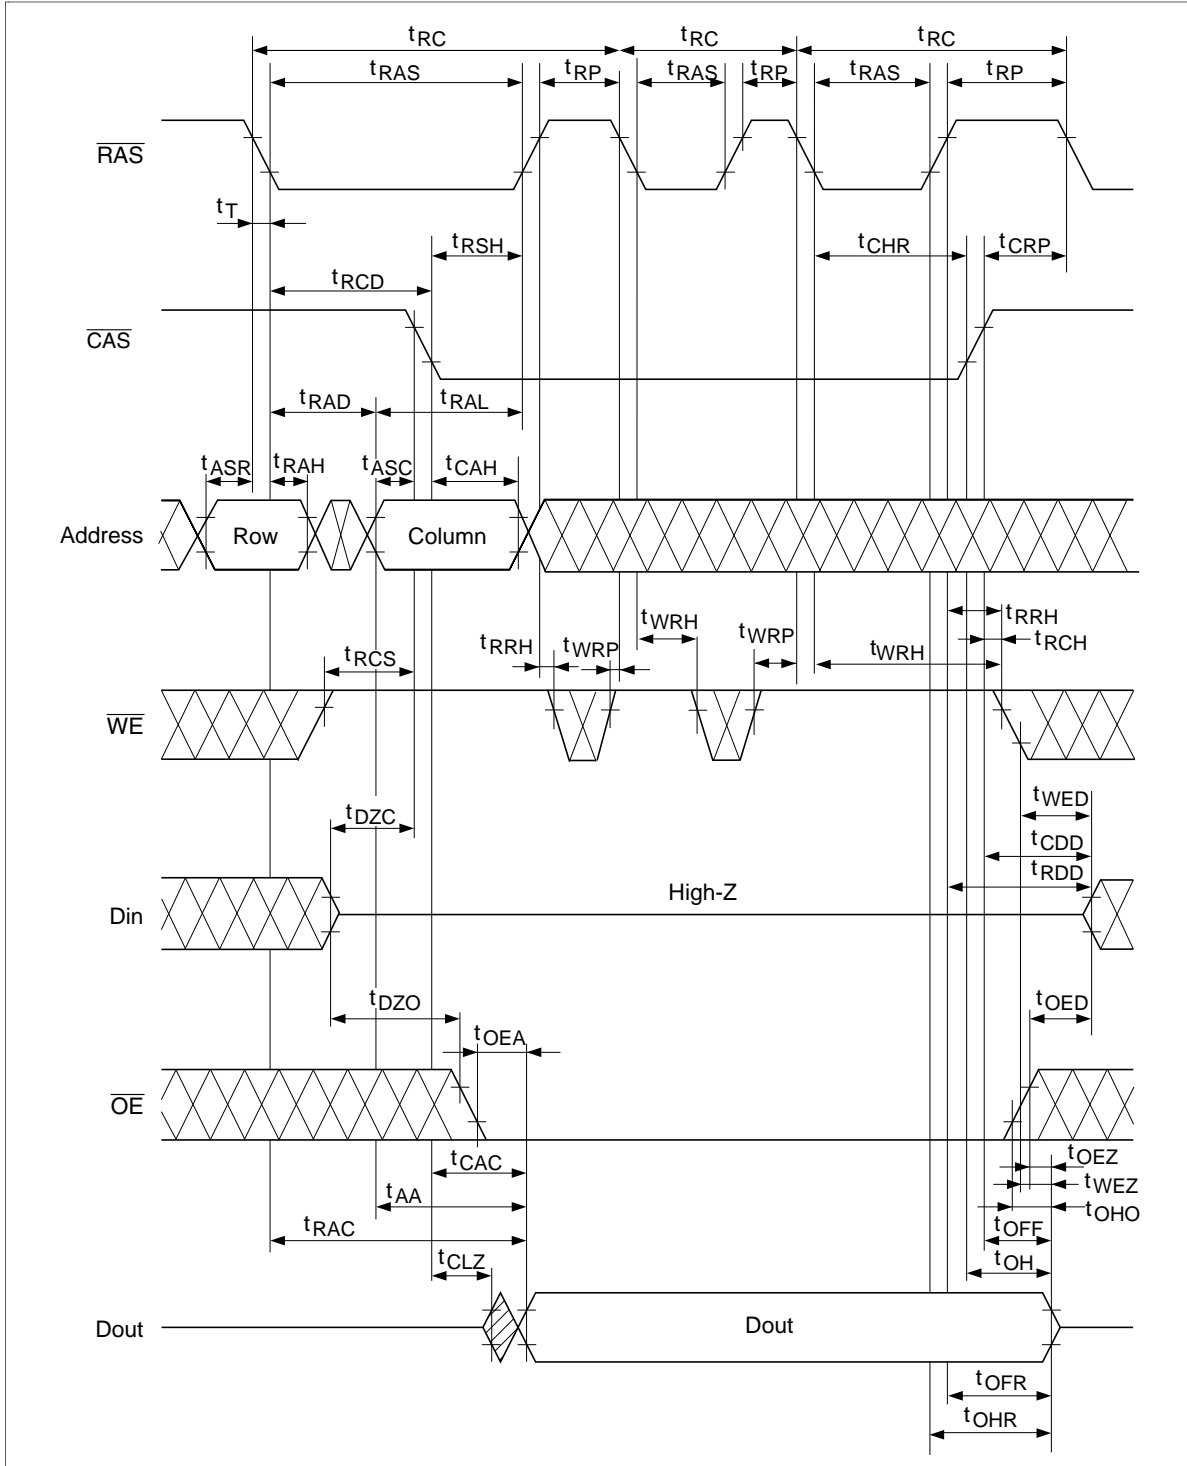 tRC tRC tRC
tRAS tRP tRAS tRP tRAS tRP
RAS
tT
tRSH tCHR tCRP
tRCD
CAS
tRAD tRAL
tASR tRAH tASC tCAH
Address Row Column
tRRH
tWRH tWRP tRCH
tRRH tWRP tWRH
tRCS
WE
tWED
tDZC
tCDD
tRDD
High-Z
Din
tDZO tOED
tOEA
OE
tOEZ
tCAC
tWEZ
tAA
tOHO
tRAC tOFF
tCLZ tOH
Dout Dout
tOFR
tOHR